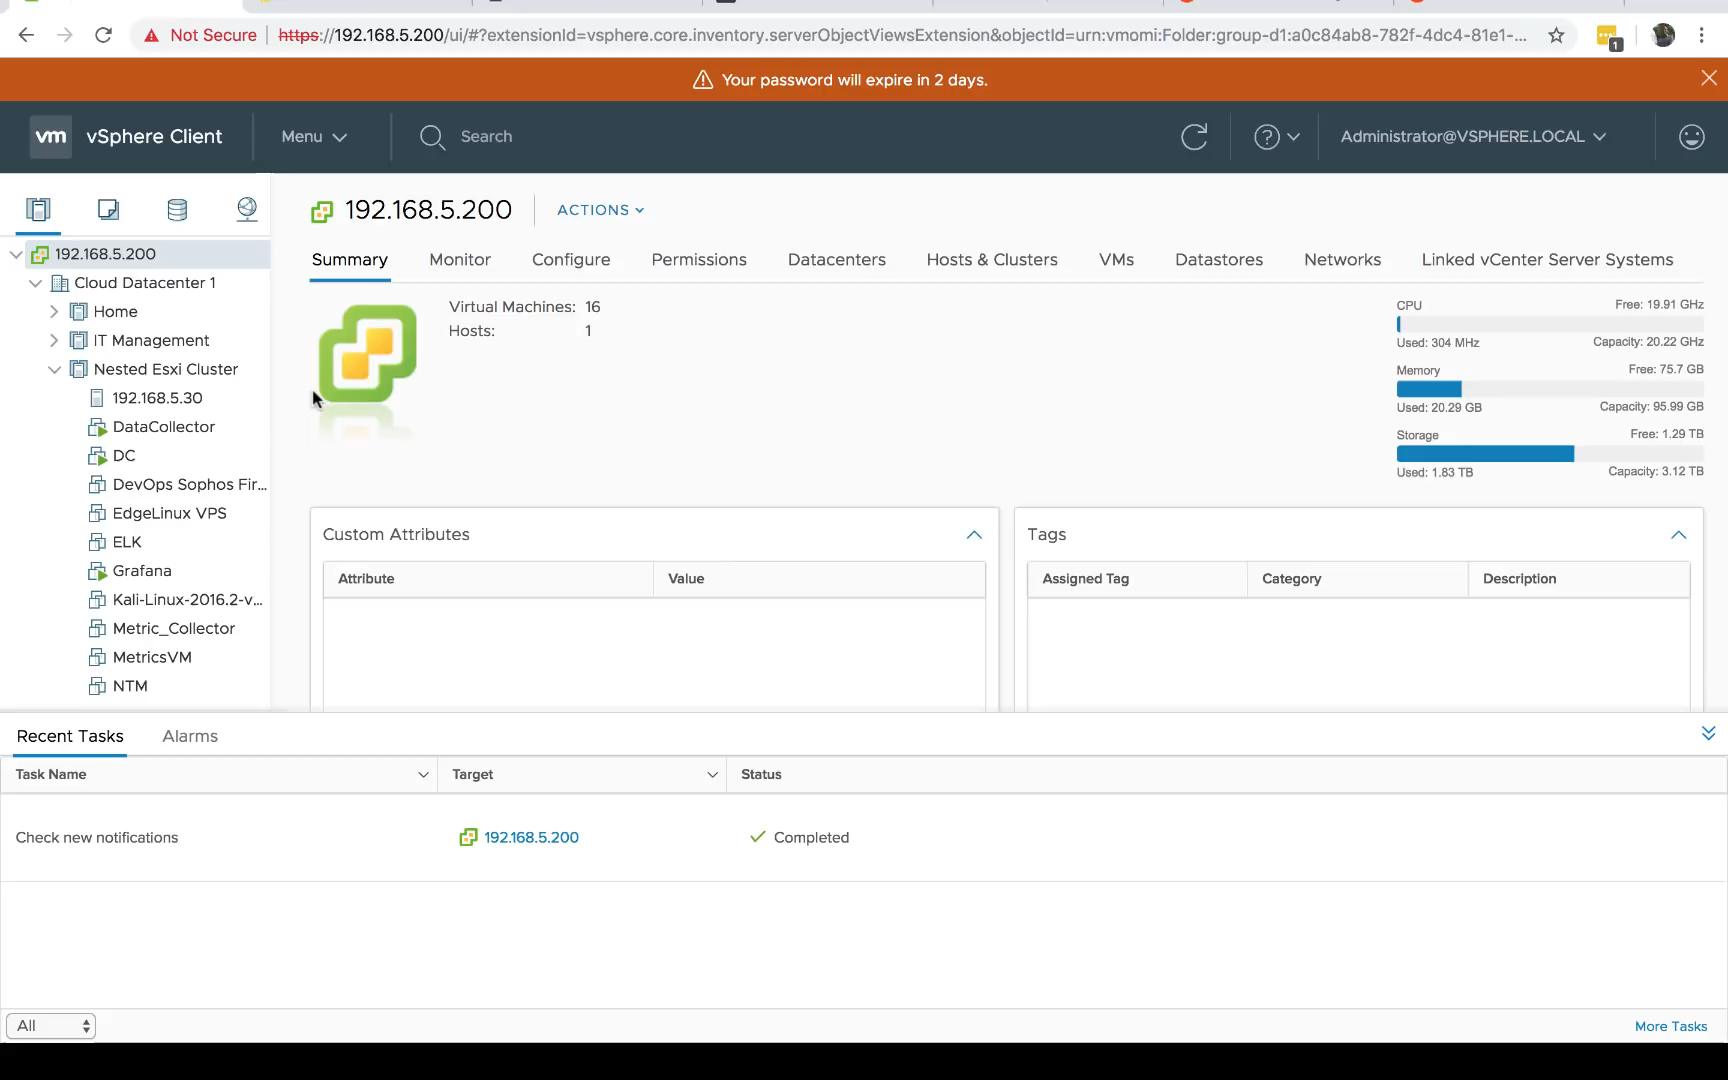 Not Secure | https://192.168.5.200/ui/#?extensionId=vsphere.core.inventory.serverObjectViewsExtension&objectId=urn:vmomi:Folder:group-d1:a0c84ab8-782f-4dc4-81e1-...
1
Your password will expire in 2 days.
vm vSphere Client Menu Search Administrator@VSPHERE.LOCAL
192.168.5.200 ACTIONS
Summary Monitor Configure Permissions Datacenters Hosts & Clusters VMs Datastores Networks Linked vCenter Server Systems
192.168.5.200
Cloud Datacenter 1
Home
IT Management
Nested Esxi Cluster
192.168.5.30
DataCollector
DC
DevOps Sophos Fir...
EdgeLinux VPS
ELK
Grafana
Kali-Linux-2016.2-v...
Metric_Collector
MetricsVM
NTM
Virtual Machines: 16
Hosts: 1
CPU Free: 19.91 GHz
Used: 304 MHz Capacity: 20.22 GHz
Memory Free: 75.7 GB
Used: 20.29 GB Capacity: 95.99 GB
Storage Free: 1.29 TB
Used: 1.83 TB Capacity: 3.12 TB
Custom Attributes
Attribute Value
Tags
Assigned Tag Category Description
Recent Tasks Alarms
Task Name Target Status
Check new notifications 192.168.5.200 Completed
All More Tasks